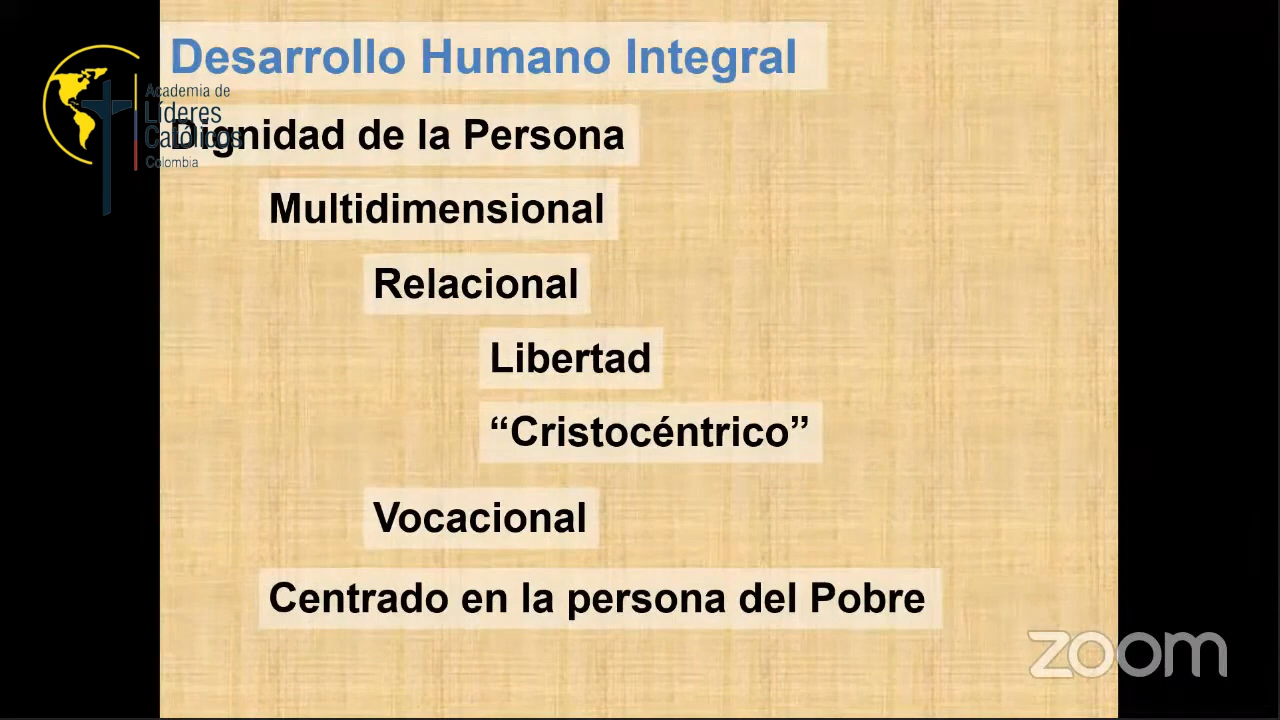 Desarrollo Humano Integral
Academia de
Líderes
Católicos
Colombia
Dignidad de la Persona
Multidimensional
Relacional
Libertad
“Cristocéntrico”
Vocacional
Centrado en la persona del Pobre
zoom